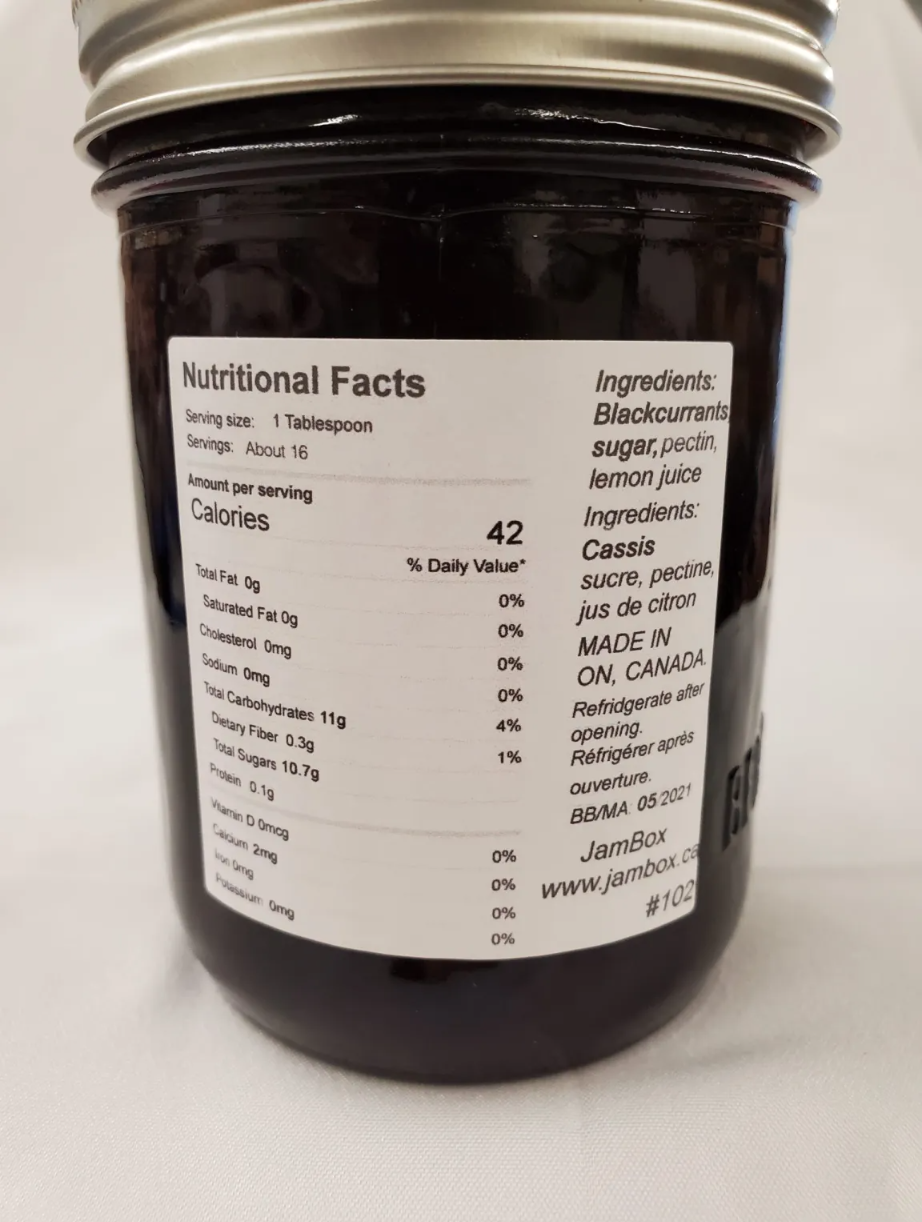 Nutritional Facts
Serving size: 1 Tablespoon
Servings: About 16
Amount per serving
Calories 42
% Daily Value*
Total Fat 0g 0%
Saturated Fat 0g 0%
Cholesterol 0mg 0%
Sodium 0mg 0%
Total Carbohydrates 11g 4%
Dietary Fiber 0.3g 1%
Total Sugars 10.7g
Protein 0.1g
Vitamin D 0mcg 0%
Calcium 2mg 0%
Iron 0mg 0%
Potassium 0mg 0%
Ingredients:
Blackcurrants,
sugar, pectin,
lemon juice
Ingredients:
Cassis
sucre, pectine,
jus de citron
MADE IN
ON, CANADA.
Refridgerate after
opening.
Réfrigérer après
ouverture.
BB/MA: 05/2021
JamBox
www.jambox.ca
#102